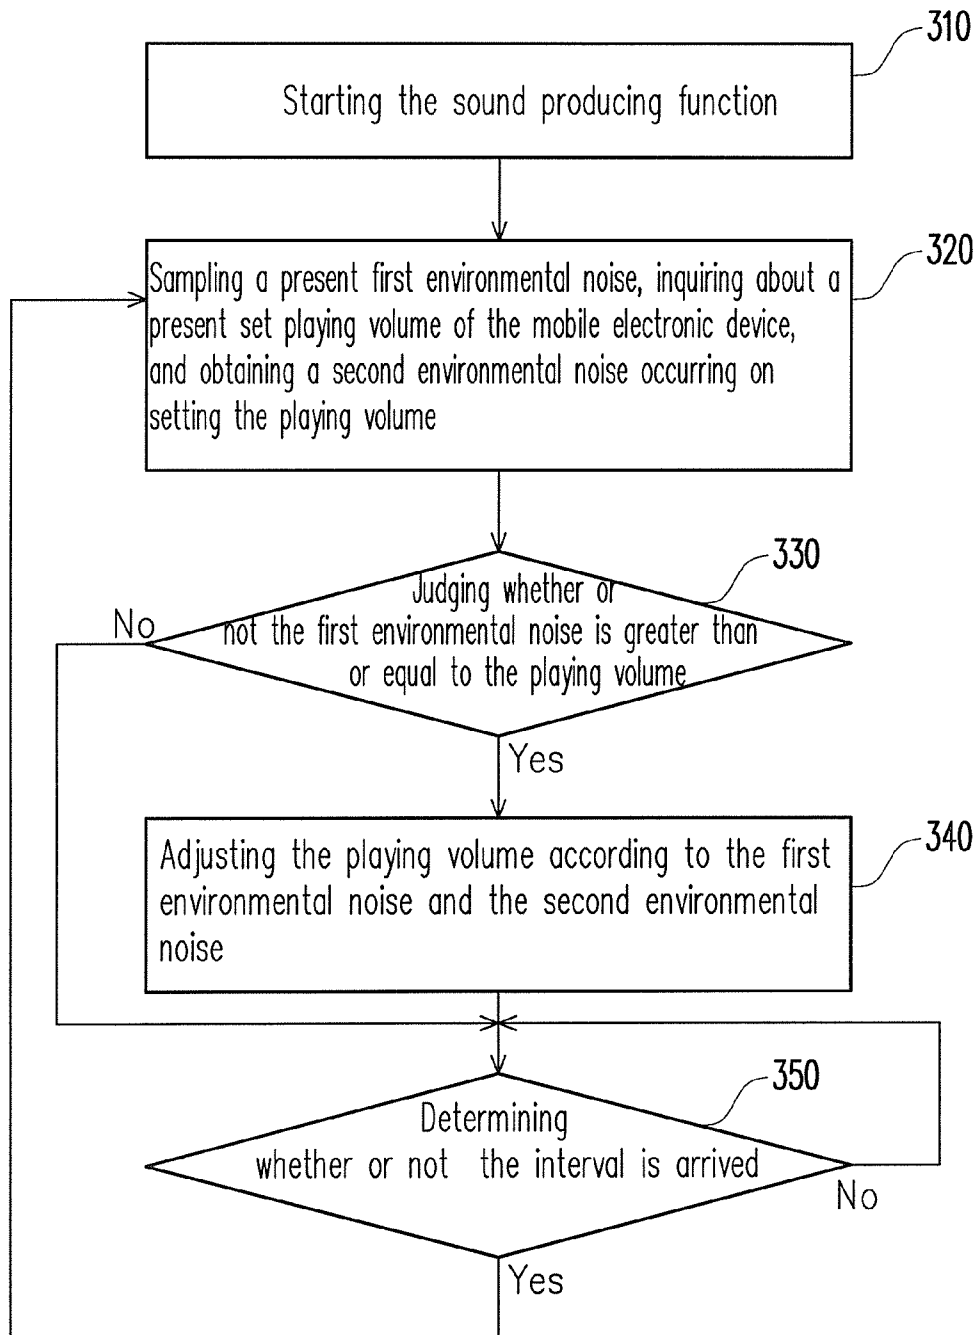 310
Starting the sound producing function
320
Sampling a present first environmental noise, inquiring about a
present set playing volume of the mobile electronic device,
and obtaining a second environmental noise occurring on
setting the playing volume
330
Judging whether or
not the first environmental noise is greater than
or equal to the playing volume
No
Yes
340
Adjusting the playing volume according to the first
environmental noise and the second environmental
noise
350
Determining
whether or not the interval is arrived
No
Yes